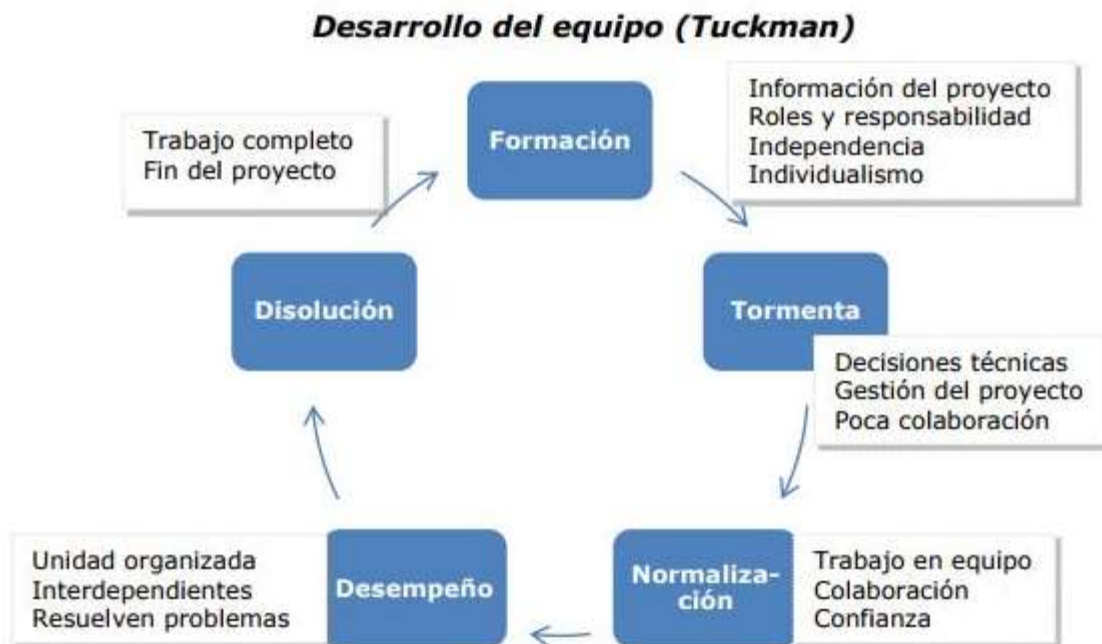 Desarrollo del equipo (Tuckman)
Formación
Información del proyecto
Roles y responsabilidad
Independencia
Individualismo
Tormenta
Decisiones técnicas
Gestión del proyecto
Poca colaboración
Normaliza-
ción
Trabajo en equipo
Colaboración
Confianza
Desempeño
Unidad organizada
Interdependientes
Resuelven problemas
Disolución
Trabajo completo
Fin del proyecto